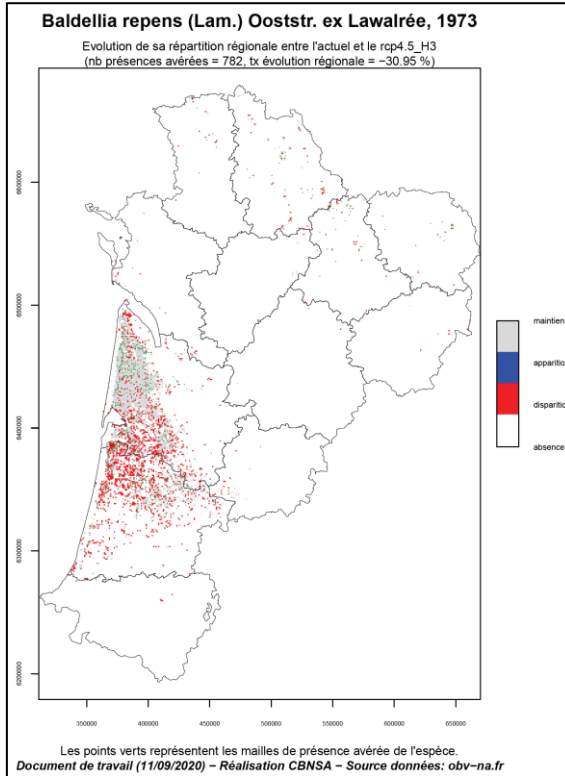 Baldellia repens (Lam.) Ooststr. ex Lawalrée, 1973
Evolution de sa répartition régionale entre l'actuel et le rcp4.5_H3
(nb présences avérées = 782, tx évolution régionale = −30.95 %)
6600000
6500000
6400000
6300000
6200000
350000 400000 450000 500000 550000 600000 650000
maintien
apparitio
disparitio
absence
Les points verts représentent les mailles de présence avérée de l'espèce.
Document de travail (11/09/2020) − Réalisation CBNSA − Source données: obv−na.fr